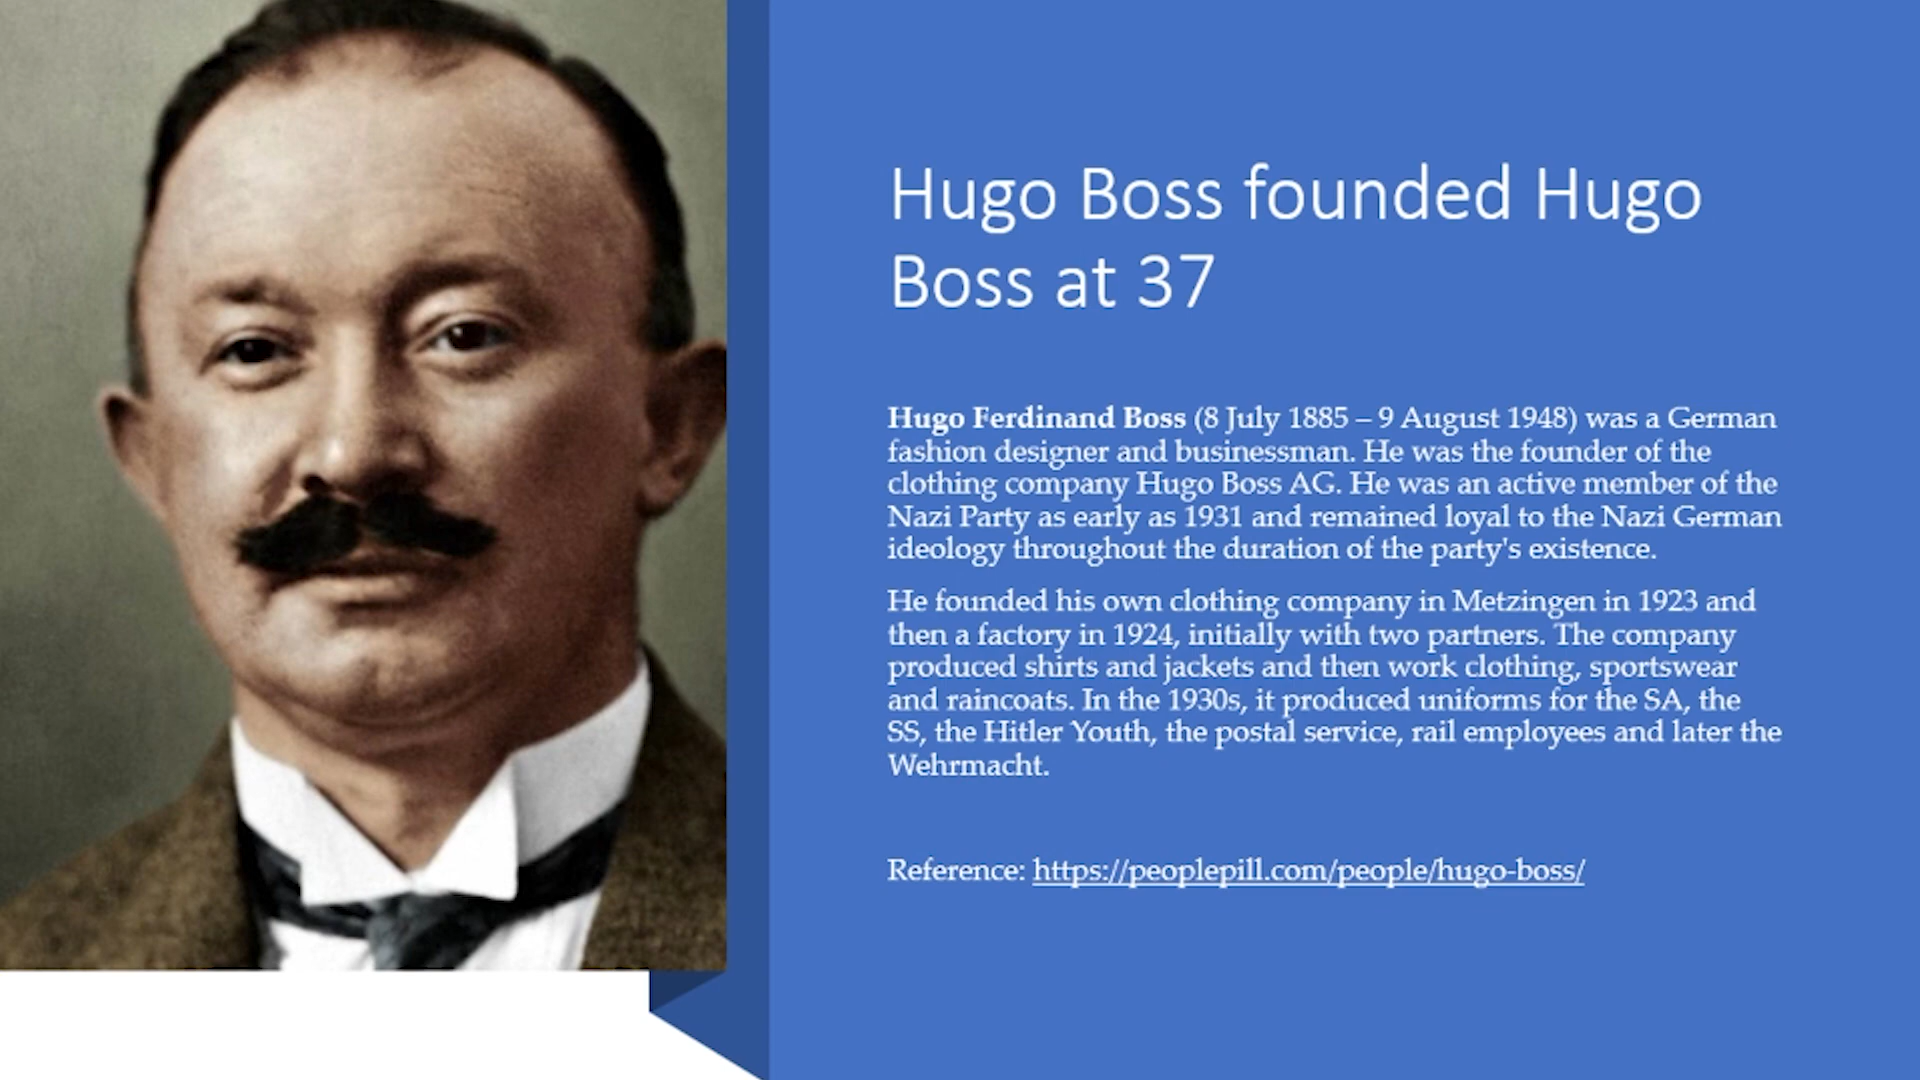 Hugo Boss founded Hugo
Boss at 37
Hugo Ferdinand Boss (8 July 1885 – 9 August 1948) was a German
fashion designer and businessman. He was the founder of the
clothing company Hugo Boss AG. He was an active member of the
Nazi Party as early as 1931 and remained loyal to the Nazi German
ideology throughout the duration of the party's existence.
He founded his own clothing company in Metzingen in 1923 and
then a factory in 1924, initially with two partners. The company
produced shirts and jackets and then work clothing, sportswear
and raincoats. In the 1930s, it produced uniforms for the SA, the
SS, the Hitler Youth, the postal service, rail employees and later the
Wehrmacht.
Reference: https://peoplepill.com/people/hugo-boss/